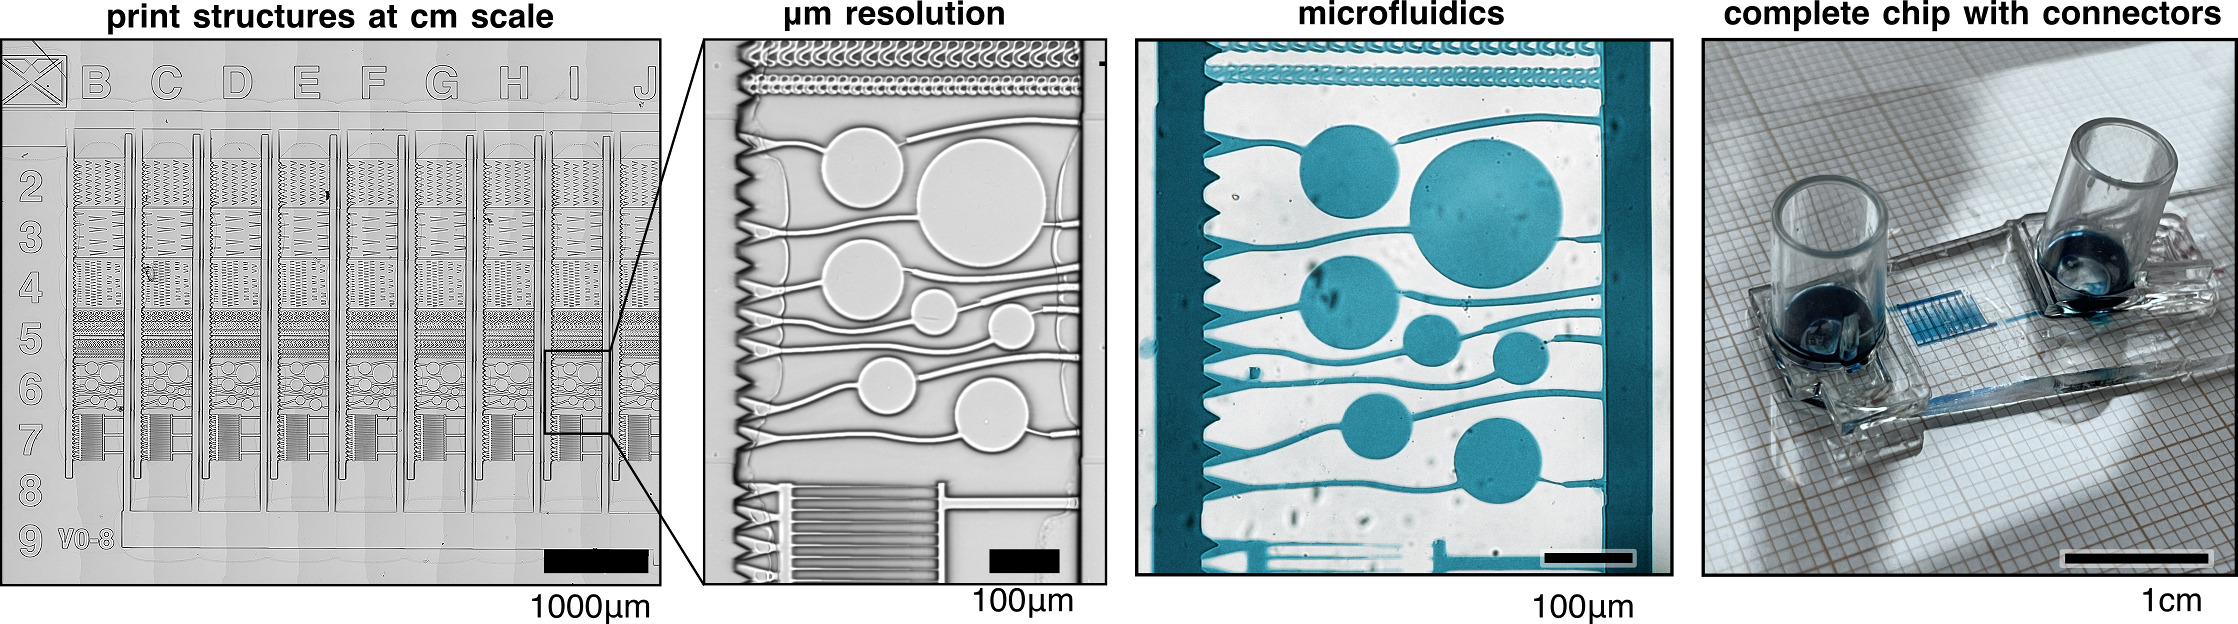 print structures at cm scale
µm resolution
microfluidics
complete chip with connectors
B C D E F G H I J
2
3
4
5
6
7
8
9 V0-8
1000µm
100µm
100µm
1cm